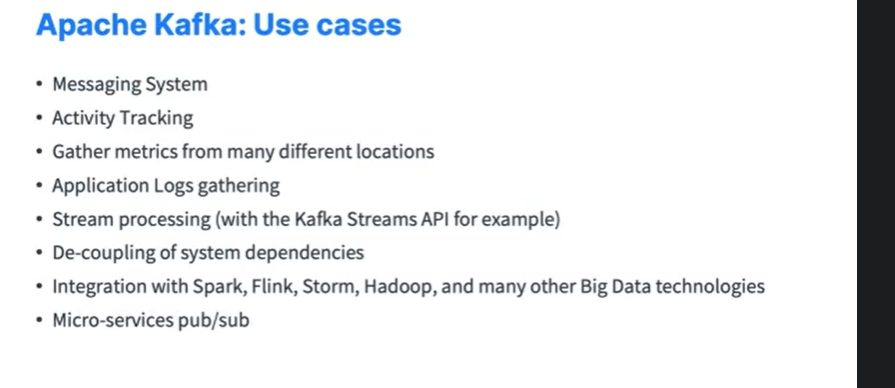 Apache Kafka: Use cases
• Messaging System
• Activity Tracking
• Gather metrics from many different locations
• Application Logs gathering
• Stream processing (with the Kafka Streams API for example)
• De-coupling of system dependencies
• Integration with Spark, Flink, Storm, Hadoop, and many other Big Data technologies
• Micro-services pub/sub